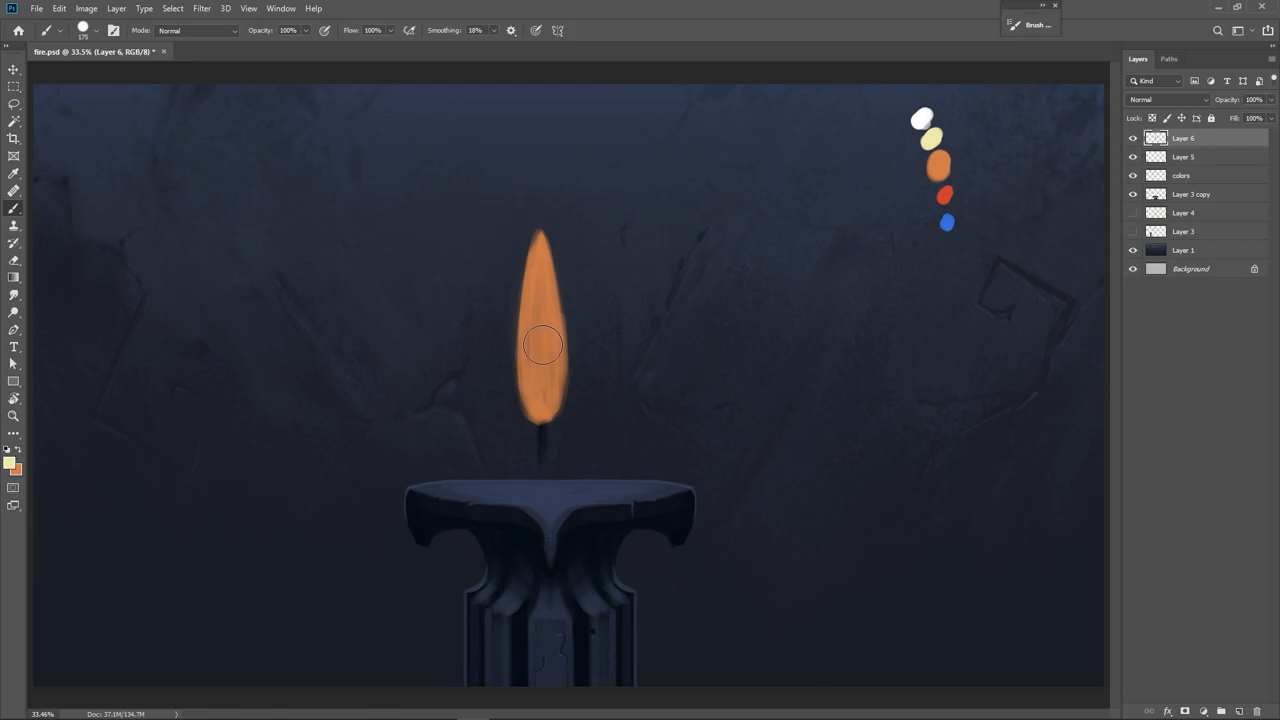 Ps File Edit Image Layer Type Select Filter 3D View Window Help
Brush ...
175 Mode: Normal Opacity: 100% Flow: 100% Smoothing: 18%
fire.psd @ 33.5% (Layer 6, RGB/8) *
Layers Paths
Kind
Normal Opacity: 100%
Lock: Fill: 100%
Layer 6
Layer 5
colors
Layer 3 copy
Layer 4
Layer 3
Layer 1
Background
33.46% Doc: 37.1M/134.7M